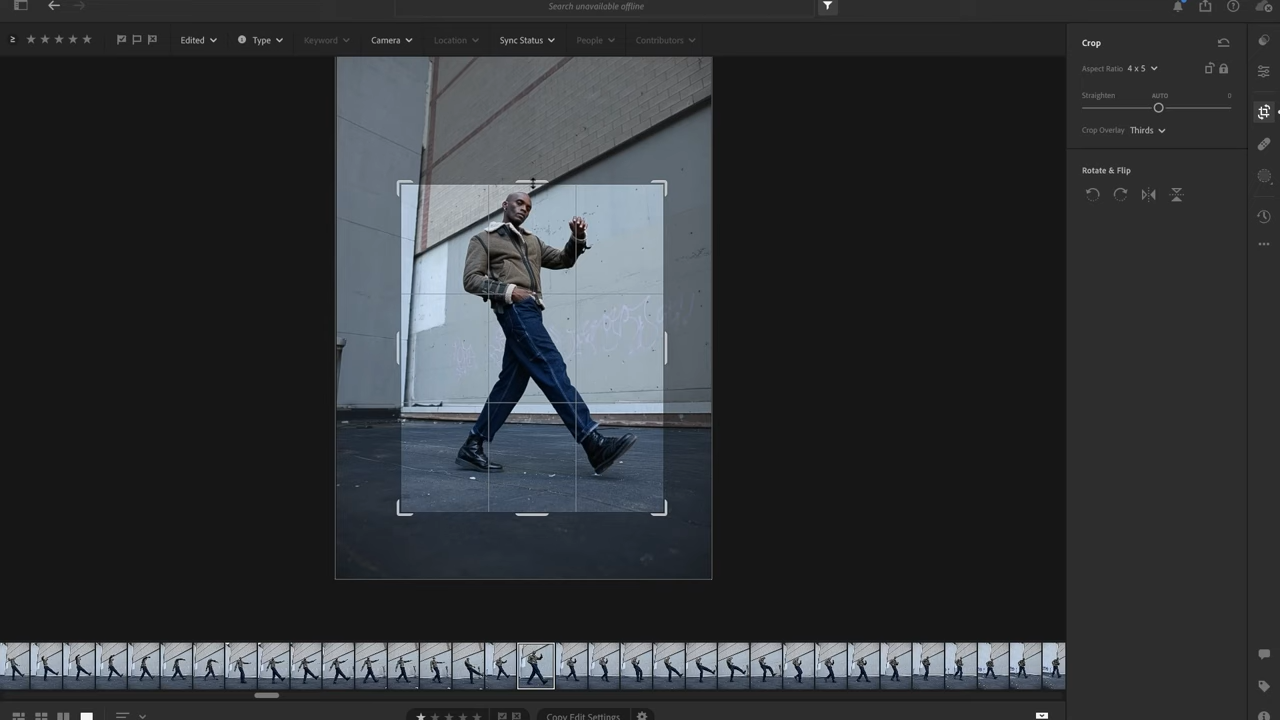 Search unavailable offline
≥ Edited Type Keyword Camera Location Sync Status People Contributors
Crop
Aspect Ratio 4 x 5
Straighten AUTO 0
Crop Overlay Thirds
Rotate & Flip
Copy Edit Settings